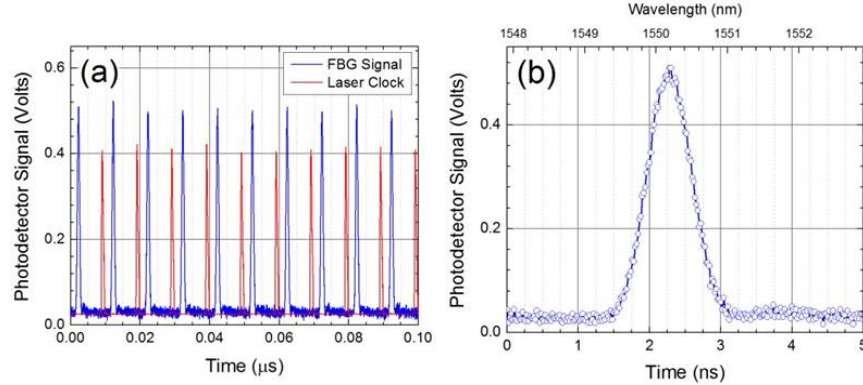 (a)
FBG Signal
Laser Clock
Photodetector Signal (Volts)
0.6
0.4
0.2
0.0
0.00 0.02 0.04 0.06 0.08 0.10
Time (μs)
Wavelength (nm)
1548 1549 1550 1551 1552
(b)
Photodetector Signal (Volts)
0.4
0.2
0.0
0 1 2 3 4 5
Time (ns)